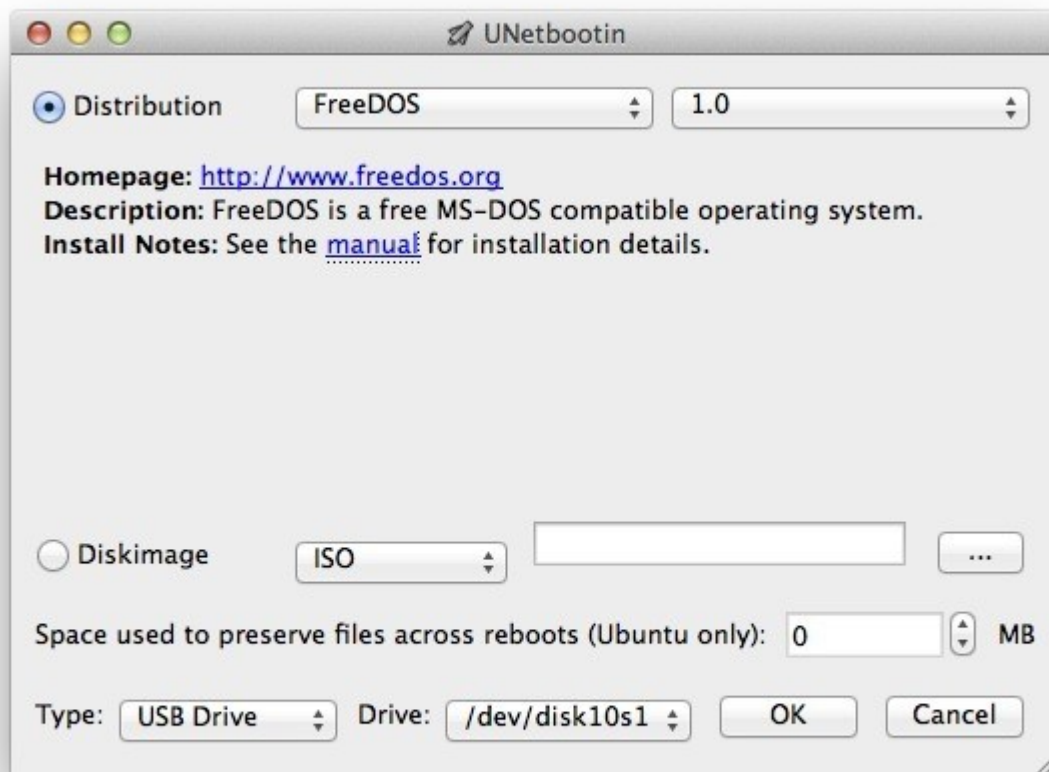 UNetbootin
Distribution FreeDOS 1.0
Homepage: http://www.freedos.org
Description: FreeDOS is a free MS-DOS compatible operating system.
Install Notes: See the manual for installation details.
Diskimage ISO ...
Space used to preserve files across reboots (Ubuntu only): 0 MB
Type: USB Drive Drive: /dev/disk10s1 OK Cancel